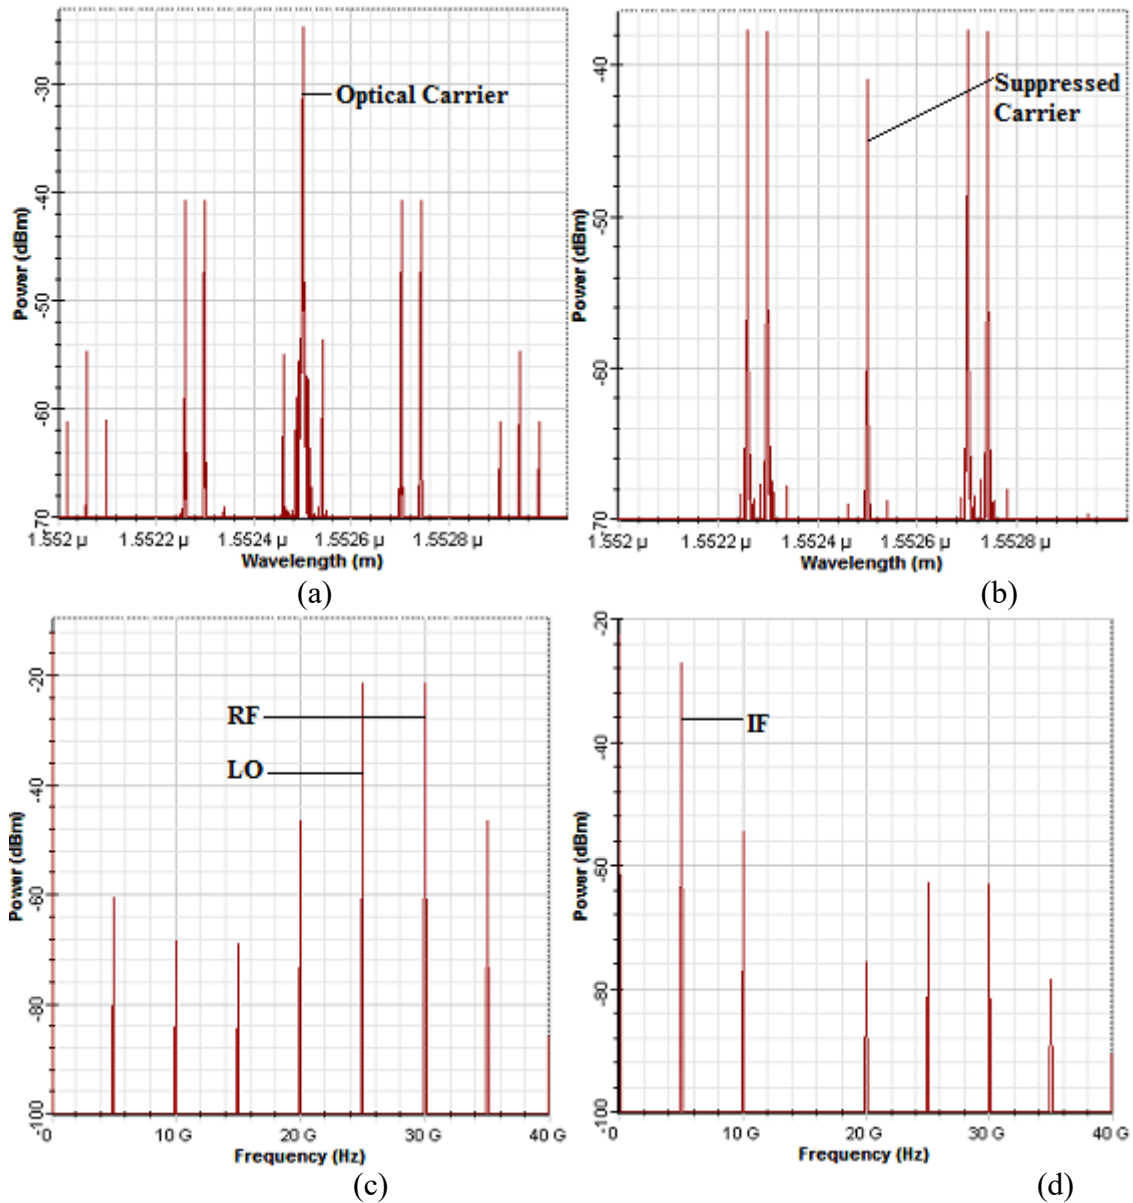 Power (dBm)
-30
-40
-50
-60
-70
Optical Carrier
1.552 µ
1.5522 µ
1.5524 µ
1.5526 µ
1.5528 µ
Wavelength (m)
(a)
Power (dBm)
-40
-50
-60
-70
Suppressed
Carrier
1.552 µ
1.5522 µ
1.5524 µ
1.5526 µ
1.5528 µ
Wavelength (m)
(b)
Power (dBm)
-20
-40
-60
-80
-100
RF
LO
0
10 G
20 G
30 G
40 G
Frequency (Hz)
(c)
Power (dBm)
-20
-40
-60
-80
-100
IF
0
10 G
20 G
30 G
40 G
Frequency (Hz)
(d)